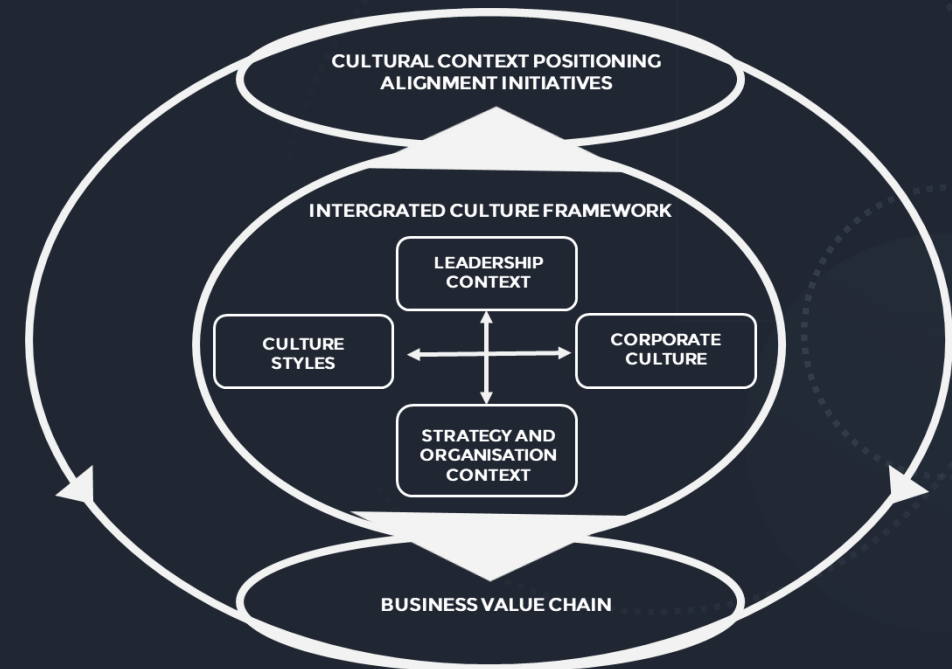 CULTURAL CONTEXT POSITIONING
ALIGNMENT INITIATIVES
INTERGRATED CULTURE FRAMEWORK
LEADERSHIP
CONTEXT
CULTURE
STYLES
CORPORATE
CULTURE
STRATEGY AND
ORGANISATION
CONTEXT
BUSINESS VALUE CHAIN